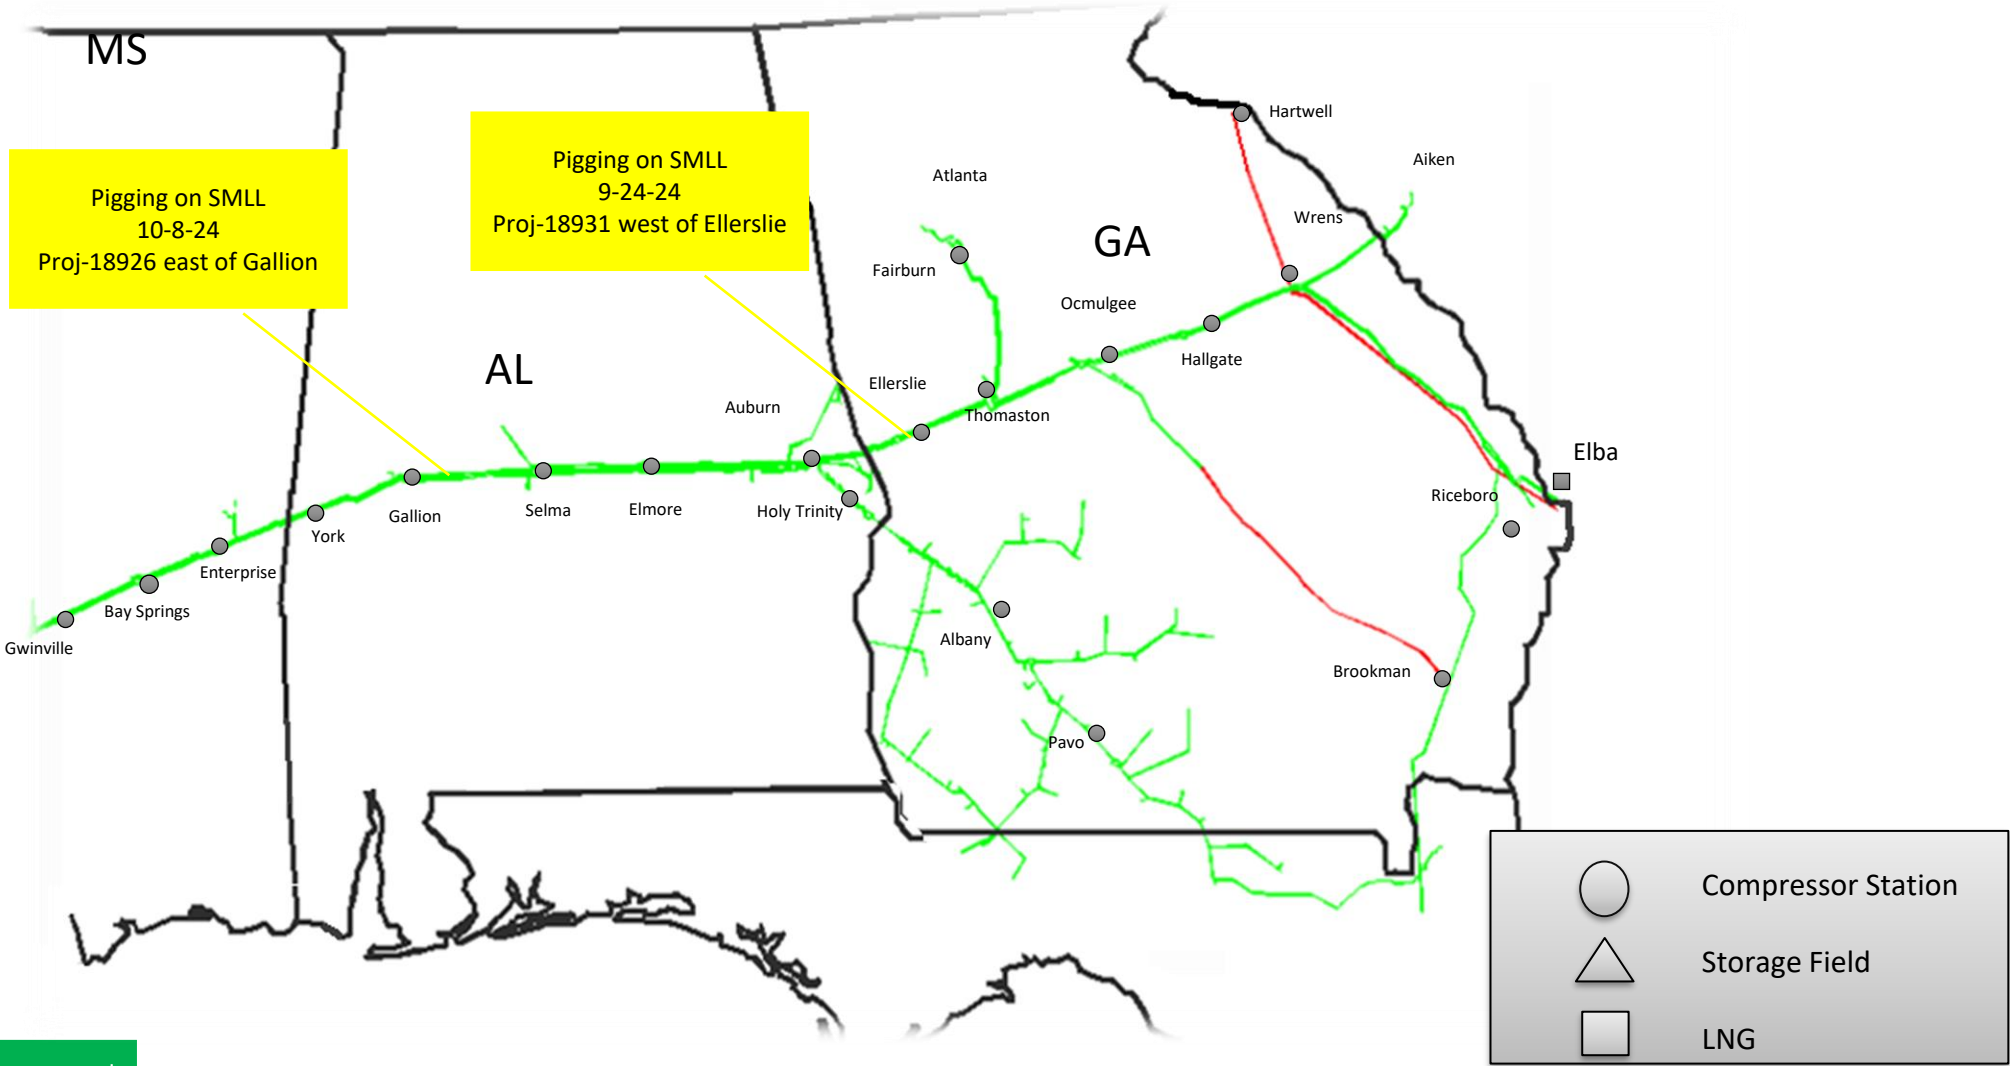 MS
Hartwell
Pigging on SMLL
9-24-24
Proj-18931 west of Ellerslie
Pigging on SMLL
10-8-24
Proj-18926 east of Gallion
Atlanta
Aiken
Wrens
GA
Fairburn
Ocmulgee
Hallgate
AL
Ellerslie
Auburn
Thomaston
Elba
Riceboro
Gallion
Selma
Elmore
Holy Trinity
York
Enterprise
Bay Springs
Gwinville
Albany
Brookman
Pavo
Compressor Station
Storage Field
LNG